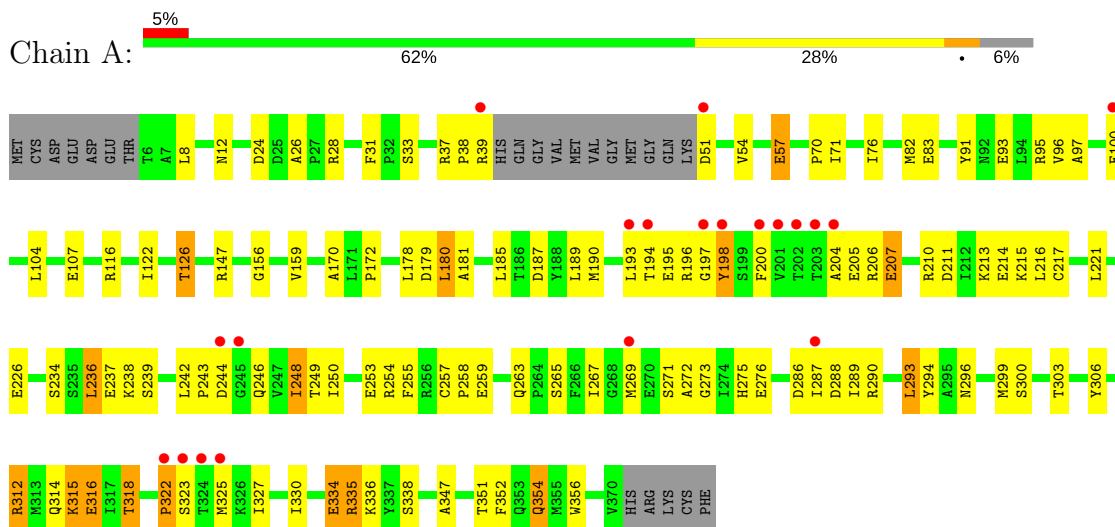 5%
Chain A:
62% 28% • 6%
MET CYS ASP GLU ASP GLU THR T6 A7 L8 N12 D24 D25 A26 P27 R28 F31 P32 S33 R37 P38 R39 HIS GLN GLY VAL MET VAL GLY MET GLY GLN LYS D51 V54 E57 P70 I71 I76 M82 E83 Y91 N92 E93 L94 R95 V96 A97 E100
L104 E107 R116 I122 T126 R147 G156 V159 A170 L171 P172 L178 D179 L180 A181 L185 T186 D187 Y188 L189 M190 L193 T194 E195 R196 G197 Y198 S199 F200 V201 T202 T203 A204 E205 R206 E207 R210 D211 I212 K213 E214 K215 L216 C217 L221
E226 S234 S235 L236 E237 K238 S239 L242 P243 D244 G245 Q246 V247 I248 T249 I250 E253 R254 F255 R256 C257 P258 E259 Q263 P264 S265 F266 I267 G268 M269 E270 S271 A272 G273 I274 H275 E276 D286 I287 D288 I289 R290 L293 Y294 A295 N296 M299 S300 T303 Y306
R312 M313 Q314 K315 E316 I317 T318 P322 S323 T324 M325 K326 I327 I330 E334 R335 K336 Y337 S338 A347 T351 F352 Q353 Q354 M355 W356 V370 HIS ARG LYS CYS PHE